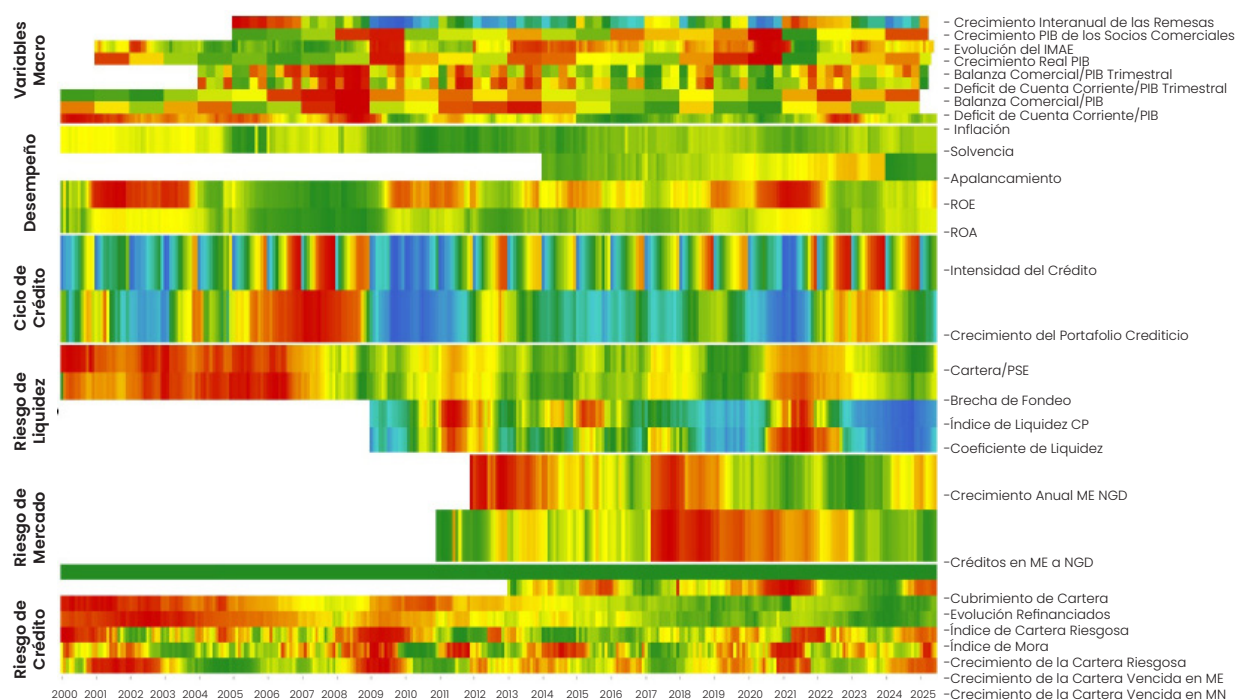 Variables
Macro
Desempeño
Ciclo de
Crédito
Riesgo de
Liquidez
Riesgo de
Mercado
Riesgo de
Crédito
- Crecimiento Interanual de las Remesas
- Crecimiento PIB de los Socios Comerciales
- Evolución del IMAE
- Crecimiento Real PIB
- Balanza Comercial/PIB Trimestral
- Deficit de Cuenta Corriente/PIB Trimestral
- Balanza Comercial/PIB
- Deficit de Cuenta Corriente/PIB
- Inflación
-Solvencia
-Apalancamiento
-ROE
-ROA
-Intensidad del Crédito
-Crecimiento del Portafolio Crediticio
-Cartera/PSE
-Brecha de Fondeo
-Índice de Liquidez CP
-Coeficiente de Liquidez
-Crecimiento Anual ME NGD
-Créditos en ME a NGD
-Cubrimiento de Cartera
-Evolución Refinanciados
-Índice de Cartera Riesgosa
-Índice de Mora
-Crecimiento de la Cartera Riesgosa
-Crecimiento de la Cartera Vencida en ME
-Crecimiento de la Cartera Vencida en MN
2000 2001 2002 2003 2004 2005 2006 2007 2008 2009 2010 2011 2012 2013 2014 2015 2016 2017 2018 2019 2020 2021 2022 2023 2024 2025